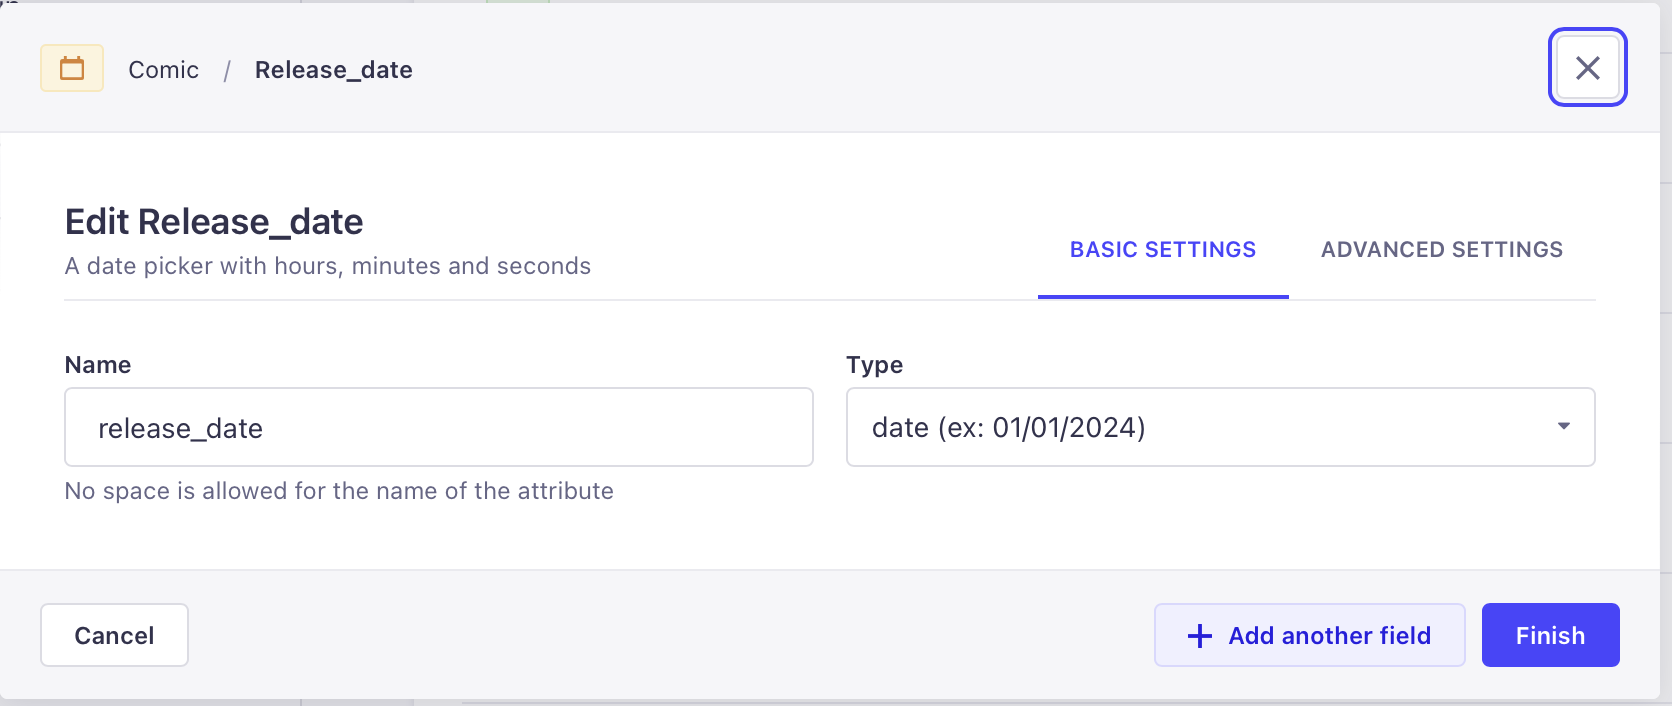 Comic / Release_date
Edit Release_date
A date picker with hours, minutes and seconds
BASIC SETTINGS
ADVANCED SETTINGS
Name
release_date
No space is allowed for the name of the attribute
Type
date (ex: 01/01/2024)
Cancel
Add another field
Finish